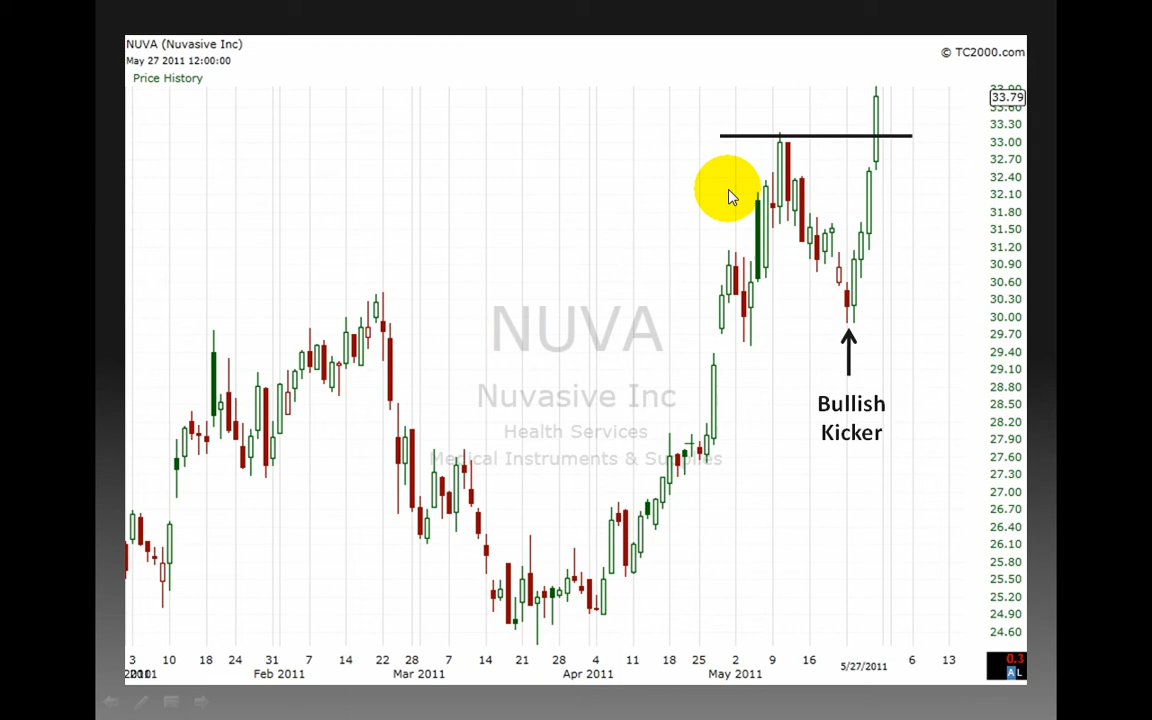 NUVA (Nuvasive Inc)
May 27 2011 12:00:00
Price History
© TC2000.com
33.90
33.79
33.60
33.30
33.00
32.70
32.40
32.10
31.80
31.50
31.20
30.90
30.60
30.30
30.00
29.70
29.40
29.10
28.80
28.50
28.20
27.90
27.60
27.30
27.00
26.70
26.40
26.10
25.80
25.50
25.20
24.90
24.60
NUVA
Nuvasive Inc
Health Services
Medical Instruments & Supplies
Bullish
Kicker
3 10 18 24 31 7 14 22 28 7 14 21 28 4 11 18 25 2 9 16 5/27/2011 6 13
Feb 2011 Mar 2011 Apr 2011 May 2011
0.3
A L